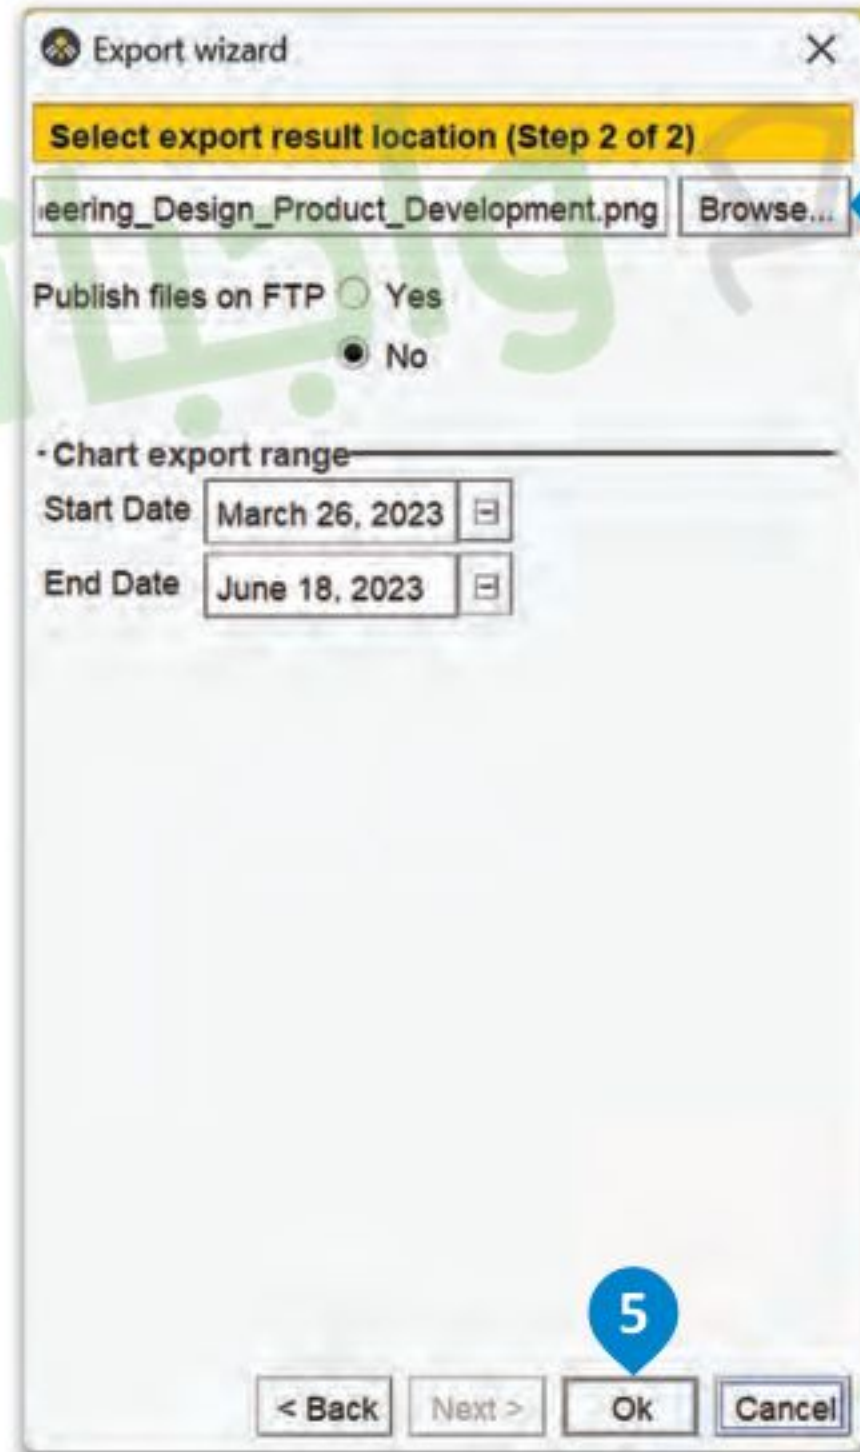 Export wizard
Select export result location (Step 2 of 2)
eering_Design_Product_Development.png Browse...
Publish files on FTP Yes
No
Chart export range
Start Date March 26, 2023
End Date June 18, 2023
5
< Back Next > Ok Cancel